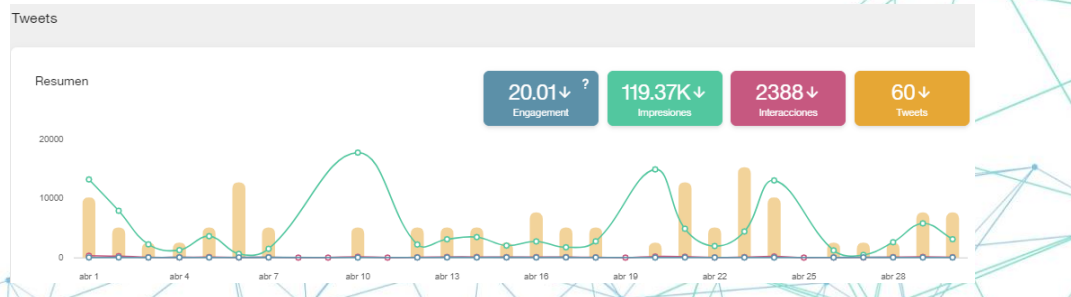 Tweets
Resumen
20.01↓ ?
Engagement
119.37K↓
Impresiones
2388↓
Interacciones
60↓
Tweets
20000
10000
0
abr 1 abr 4 abr 7 abr 10 abr 13 abr 16 abr 19 abr 22 abr 25 abr 28